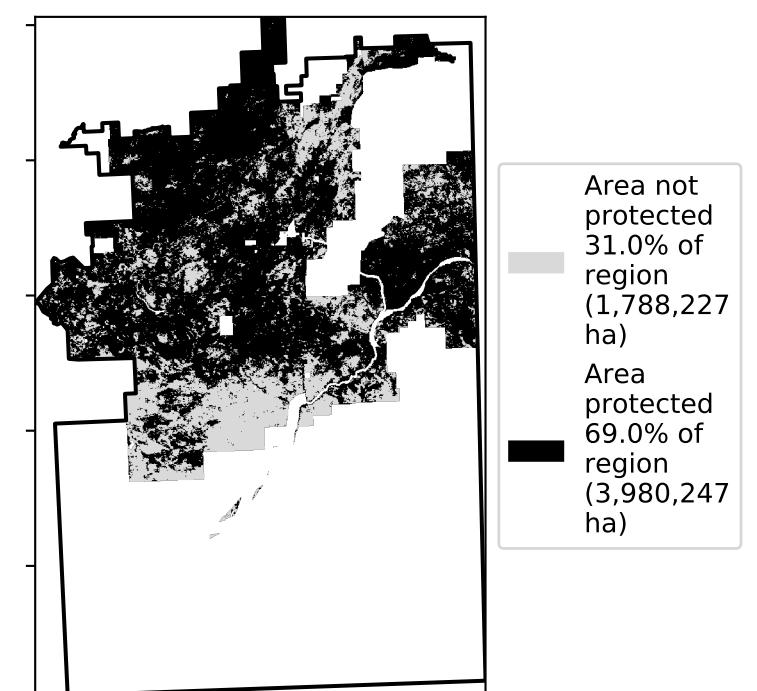 Area not
protected
31.0% of
region
(1,788,227
ha)
Area
protected
69.0% of
region
(3,980,247
ha)